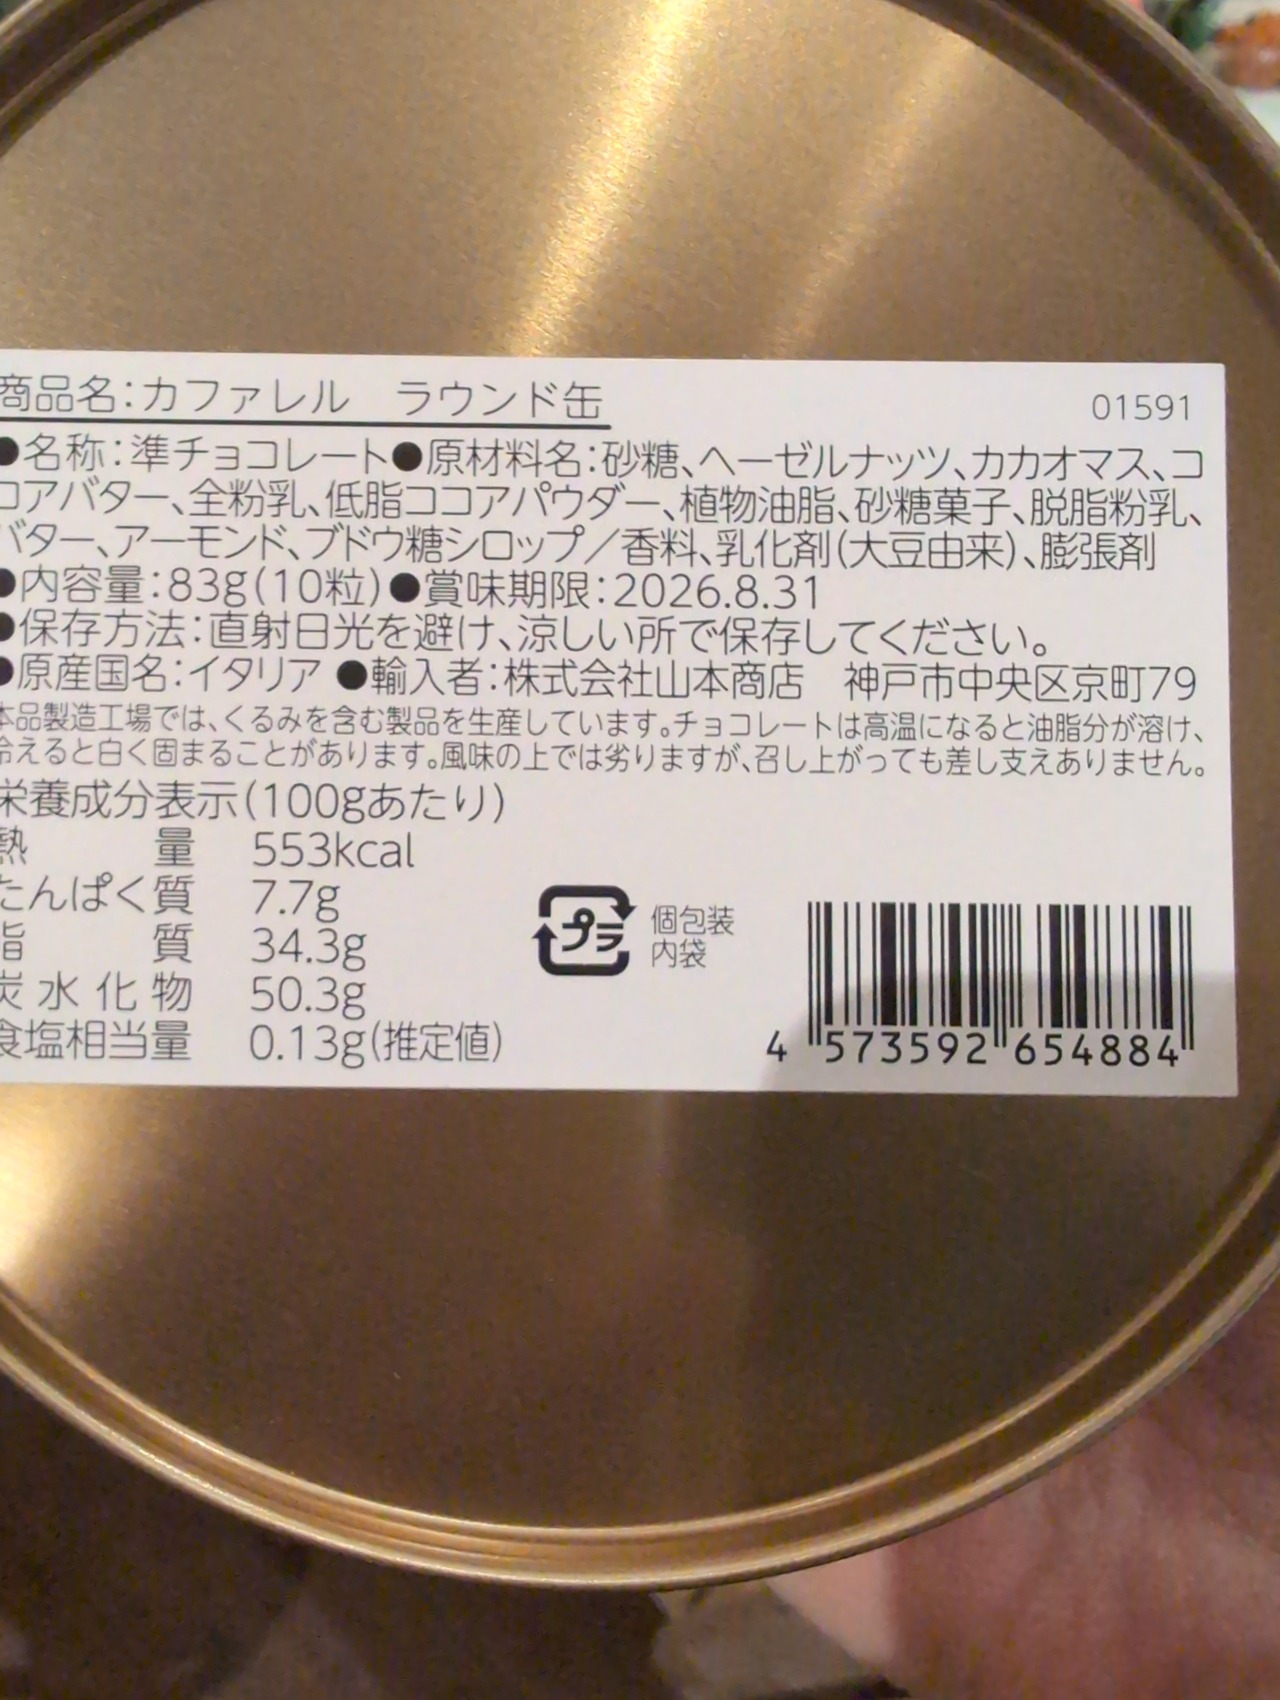 商品名：カファレル　ラウンド缶
01591
●名称：準チョコレート●原材料名：砂糖、ヘーゼルナッツ、カカオマス、コ
コアバター、全粉乳、低脂ココアパウダー、植物油脂、砂糖菓子、脱脂粉乳、
バター、アーモンド、ブドウ糖シロップ／香料、乳化剤(大豆由来)、膨張剤
●内容量：83g(10粒)●賞味期限：2026.8.31
●保存方法：直射日光を避け、涼しい所で保存してください。
●原産国名：イタリア ●輸入者：株式会社山本商店　神戸市中央区京町79
本品製造工場では、くるみを含む製品を生産しています。チョコレートは高温になると油脂分が溶け、
冷えると白く固まることがあります。風味の上では劣りますが、召し上がっても差し支えありません。
栄養成分表示(100gあたり)
熱量 553kcal
たんぱく質 7.7g
脂質 34.3g
炭水化物 50.3g
食塩相当量 0.13g(推定値)
プラ
個包装
内袋
4 573592 654884